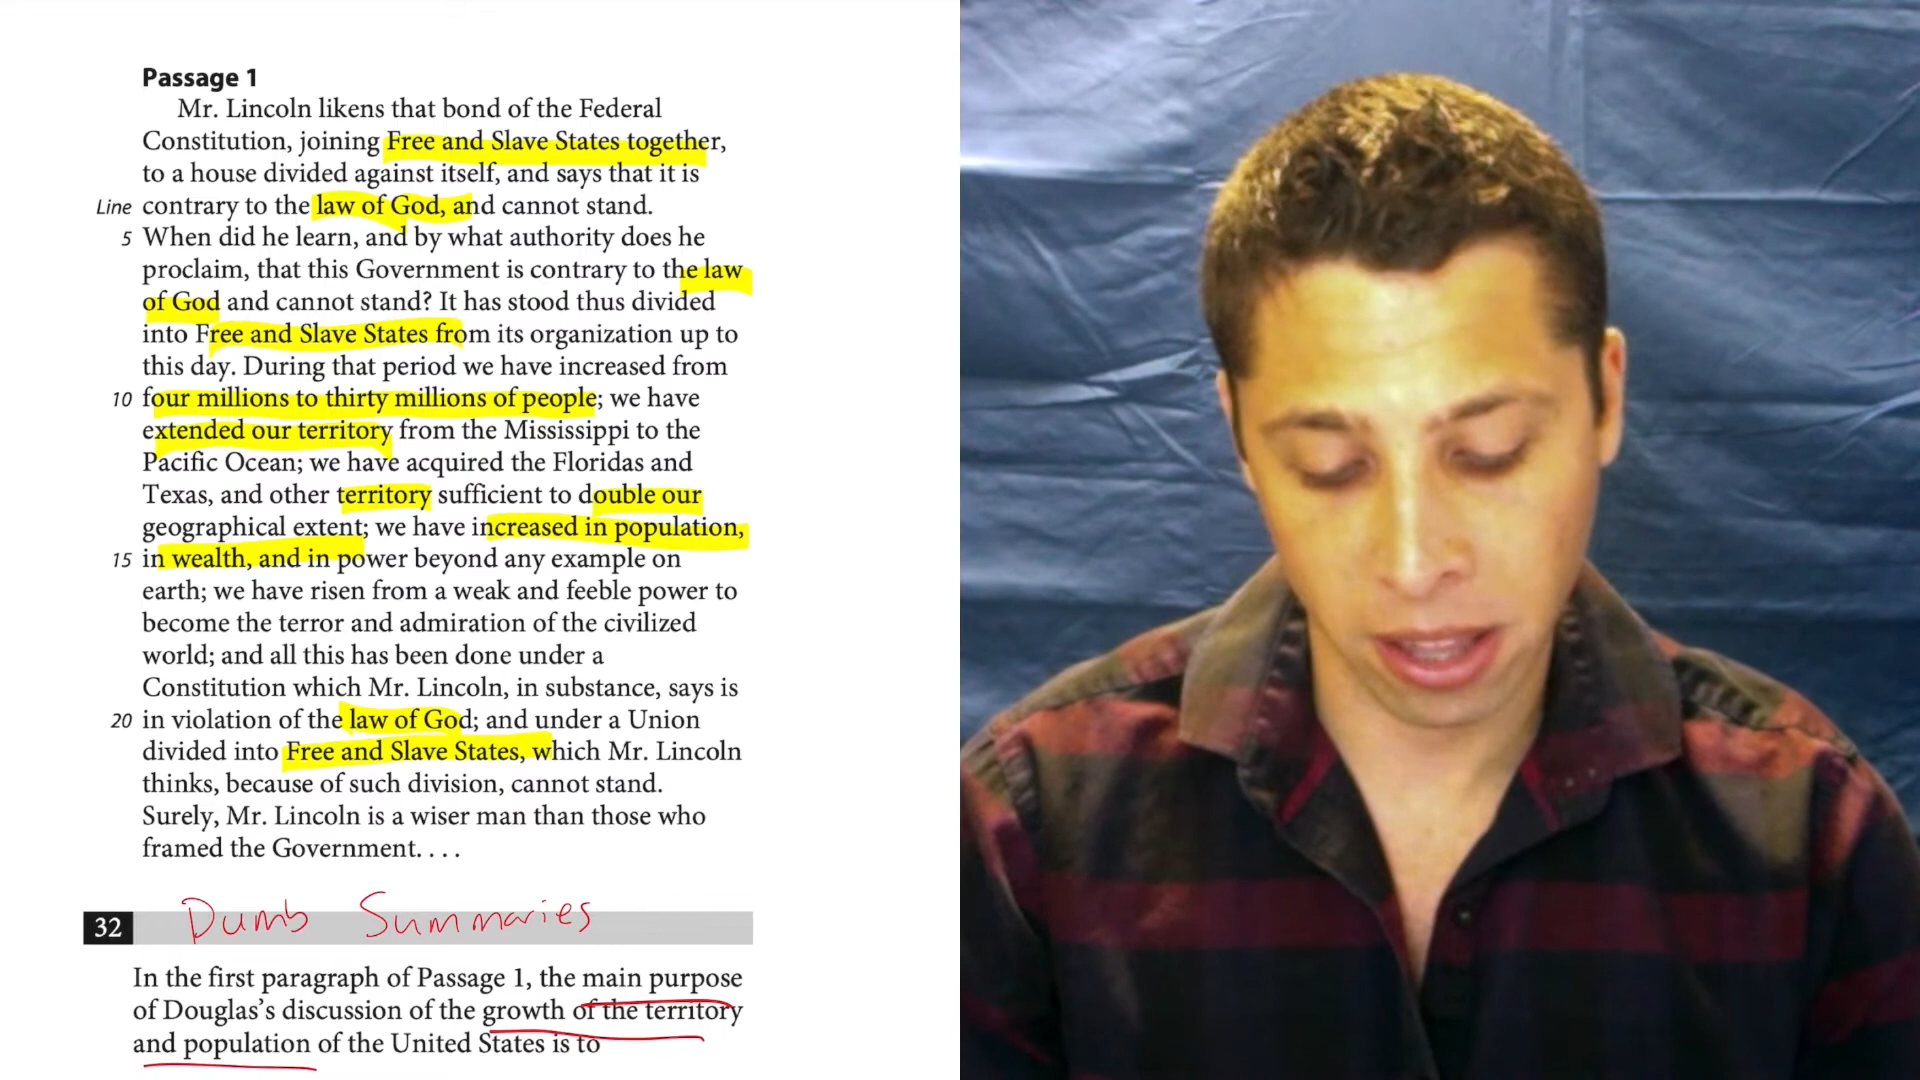 Passage 1
Mr. Lincoln likens that bond of the Federal
Constitution, joining Free and Slave States together,
to a house divided against itself, and says that it is
Line contrary to the law of God, and cannot stand.
5 When did he learn, and by what authority does he
proclaim, that this Government is contrary to the law
of God and cannot stand? It has stood thus divided
into Free and Slave States from its organization up to
this day. During that period we have increased from
10 four millions to thirty millions of people; we have
extended our territory from the Mississippi to the
Pacific Ocean; we have acquired the Floridas and
Texas, and other territory sufficient to double our
geographical extent; we have increased in population,
15 in wealth, and in power beyond any example on
earth; we have risen from a weak and feeble power to
become the terror and admiration of the civilized
world; and all this has been done under a
Constitution which Mr. Lincoln, in substance, says is
20 in violation of the law of God; and under a Union
divided into Free and Slave States, which Mr. Lincoln
thinks, because of such division, cannot stand.
Surely, Mr. Lincoln is a wiser man than those who
framed the Government. . . .
32 Dumb Summaries
In the first paragraph of Passage 1, the main purpose
of Douglas’s discussion of the growth of the territory
and population of the United States is to